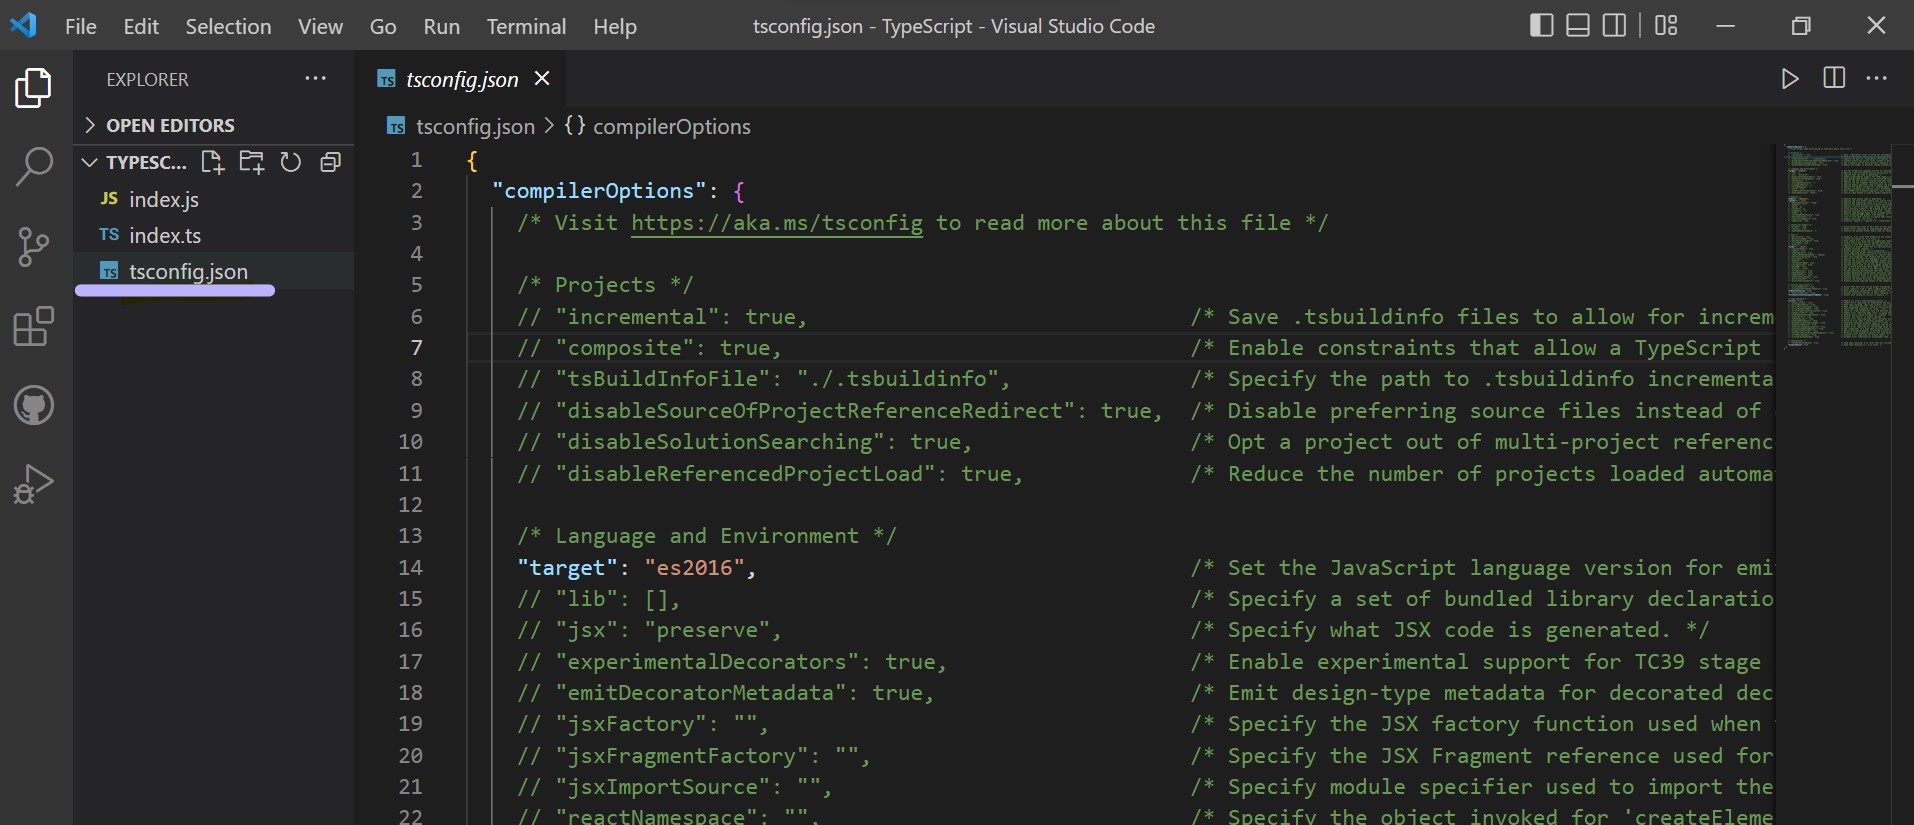 File Edit Selection View Go Run Terminal Help tsconfig.json - TypeScript - Visual Studio Code
EXPLORER
OPEN EDITORS
TYPESC...
JS index.js
TS index.ts
TS tsconfig.json
TS tsconfig.json
TS tsconfig.json > {} compilerOptions
1 {
2 "compilerOptions": {
3 /* Visit https://aka.ms/tsconfig to read more about this file */
4
5 /* Projects */
6 // "incremental": true, /* Save .tsbuildinfo files to allow for increm
7 // "composite": true, /* Enable constraints that allow a TypeScript
8 // "tsBuildInfoFile": "./.tsbuildinfo", /* Specify the path to .tsbuildinfo incrementa
9 // "disableSourceOfProjectReferenceRedirect": true, /* Disable preferring source files instead of
10 // "disableSolutionSearching": true, /* Opt a project out of multi-project referenc
11 // "disableReferencedProjectLoad": true, /* Reduce the number of projects loaded automa
12
13 /* Language and Environment */
14 "target": "es2016", /* Set the JavaScript language version for emi
15 // "lib": [], /* Specify a set of bundled library declaratio
16 // "jsx": "preserve", /* Specify what JSX code is generated. */
17 // "experimentalDecorators": true, /* Enable experimental support for TC39 stage
18 // "emitDecoratorMetadata": true, /* Emit design-type metadata for decorated dec
19 // "jsxFactory": "", /* Specify the JSX factory function used when
20 // "jsxFragmentFactory": "", /* Specify the JSX Fragment reference used for
21 // "jsxImportSource": "", /* Specify module specifier used to import the
22 // "reactNamespace": "", /* Specify the object invoked for 'createEleme